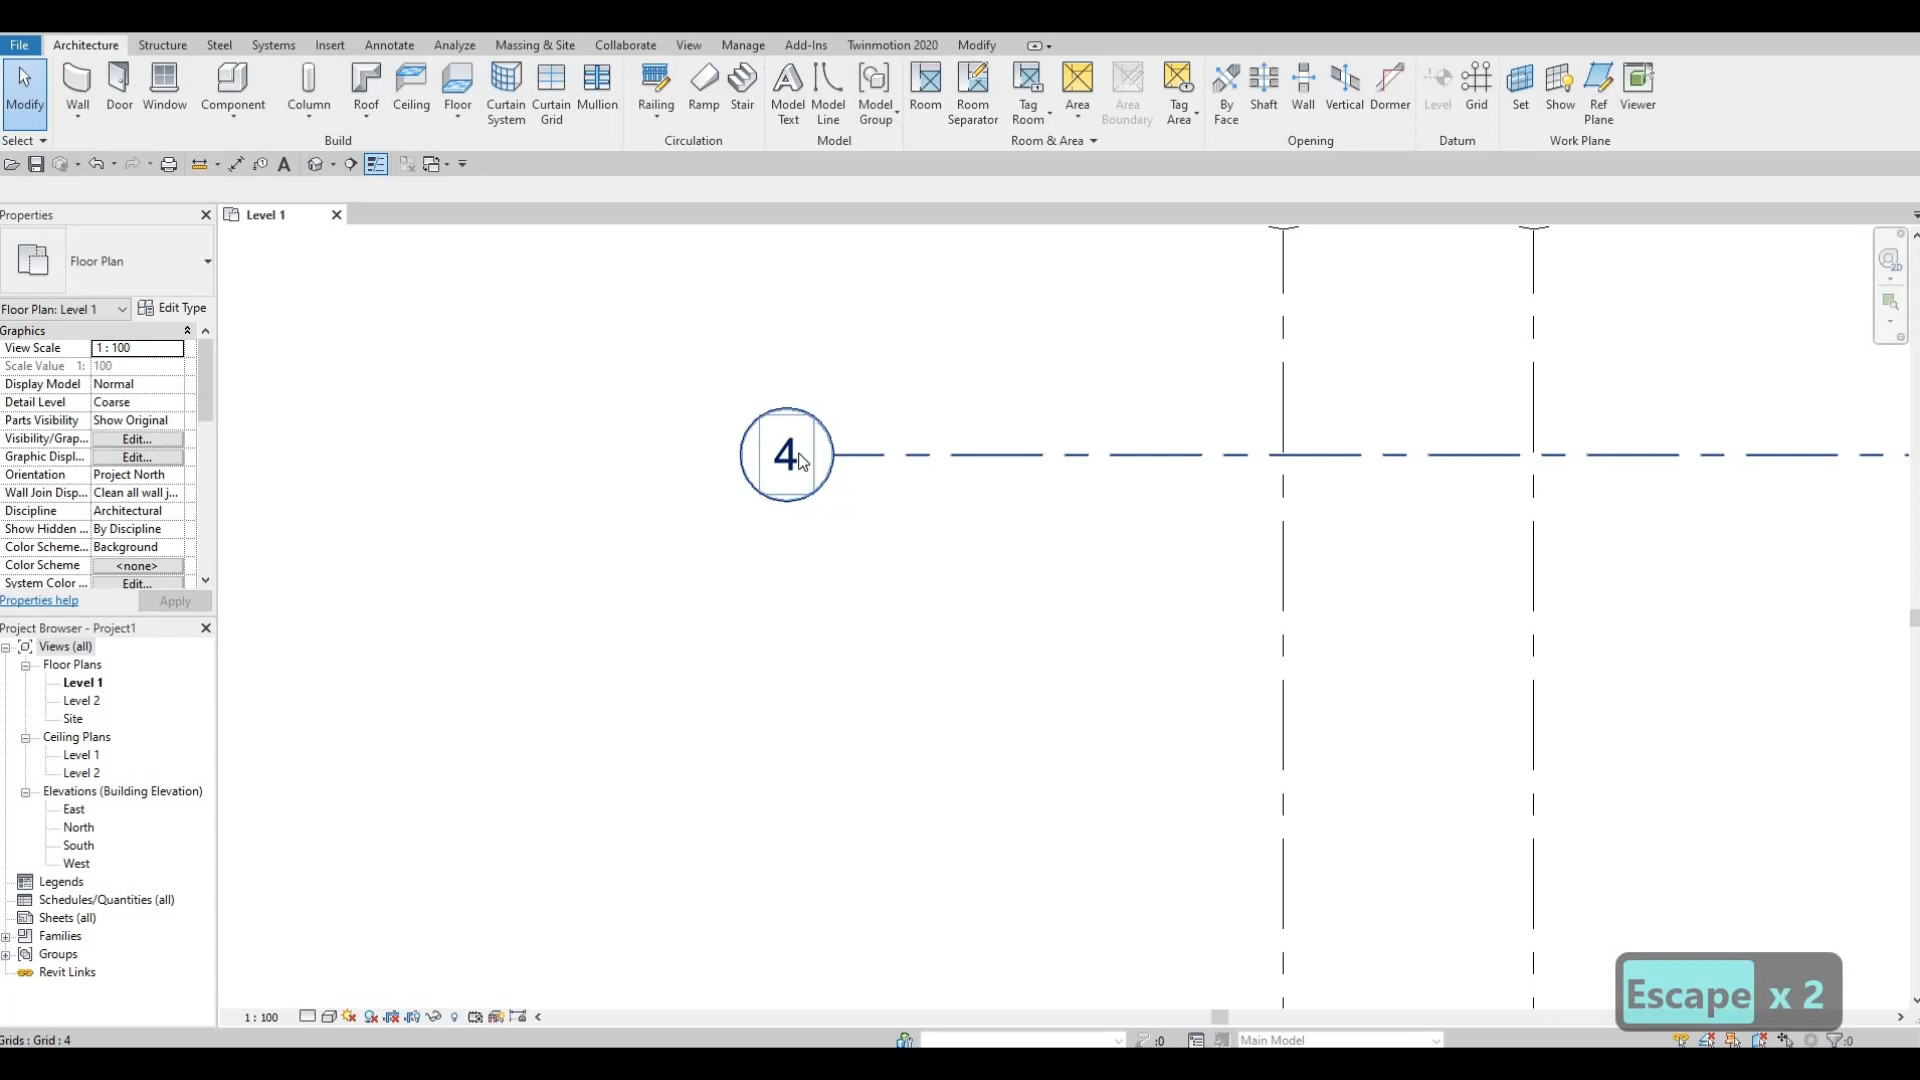 File Architecture Structure Steel Systems Insert Annotate Analyze Massing & Site Collaborate View Manage Add-Ins Twinmotion 2020 Modify
Modify Wall Door Window Component Column Roof Ceiling Floor Curtain System Curtain Grid Mullion Railing Ramp Stair Model Text Model Line Model Group Room Room Separator Tag Room Area Area Boundary Tag Area By Face Shaft Wall Vertical Dormer Level Grid Set Show Ref Plane Viewer
Select Build Circulation Model Room & Area Opening Datum Work Plane
Properties
Level 1
Floor Plan
Floor Plan: Level 1 Edit Type
Graphics
View Scale 1 : 100
Scale Value 1: 100
Display Model Normal
Detail Level Coarse
Parts Visibility Show Original
Visibility/Grap... Edit...
Graphic Displ... Edit...
Orientation Project North
Wall Join Disp... Clean all wall j...
Discipline Architectural
Show Hidden ... By Discipline
Color Scheme... Background
Color Scheme <none>
System Color ... Edit...
Properties help Apply
Project Browser - Project1
Views (all)
Floor Plans
Level 1
Level 2
Site
Ceiling Plans
Level 1
Level 2
Elevations (Building Elevation)
East
North
South
West
Legends
Schedules/Quantities (all)
Sheets (all)
Families
Groups
Revit Links
4
2D
Escape x 2
1 : 100
Grids : Grid : 4
:0
Main Model
:0